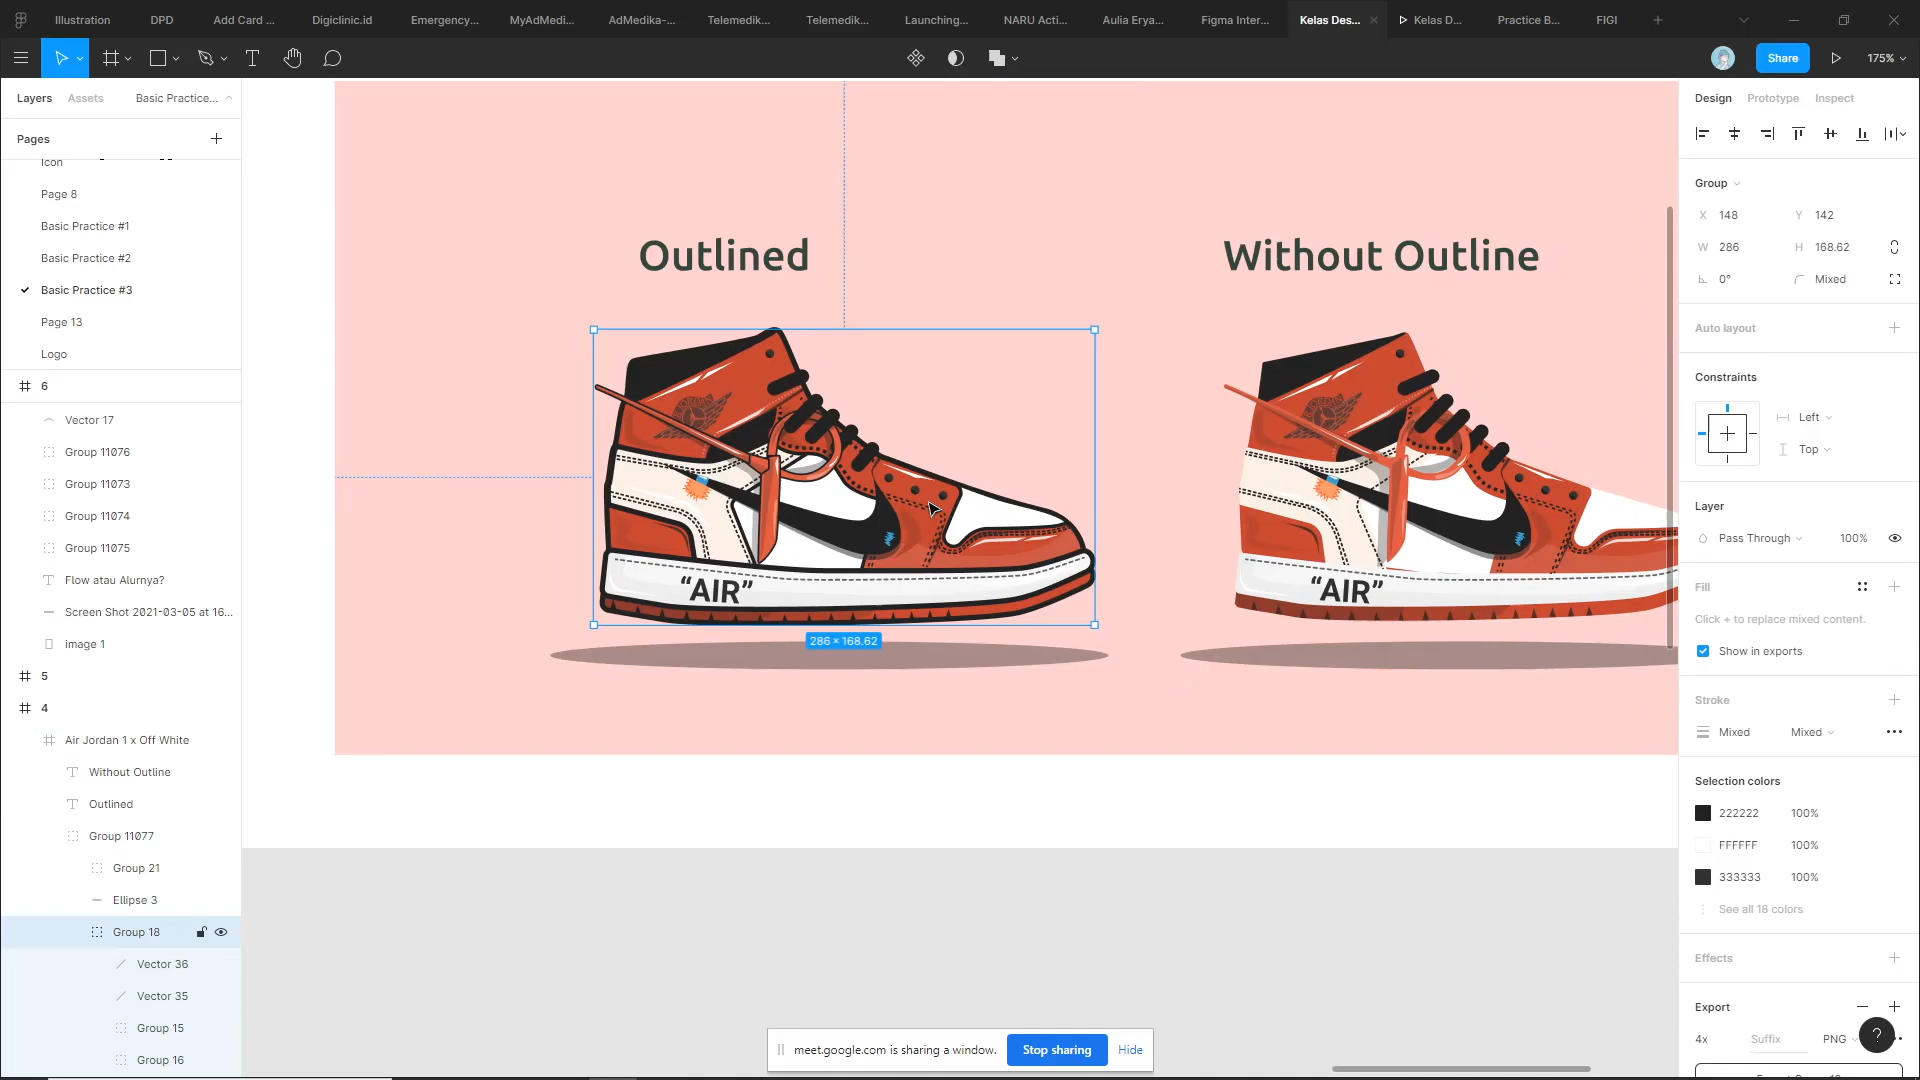 Illustration
DPD
Add Card ...
Digiclinic.id
Emergency...
MyAdMedi...
AdMedika-...
Telemedik...
Telemedik...
Launching...
NARU Acti...
Aulia Erya...
Figma Inter...
Kelas Des...
Kelas D...
Practice B...
FIGI
Share
175%
Layers
Assets
Basic Practice...
Pages
Icon
Page 8
Basic Practice #1
Basic Practice #2
Basic Practice #3
Page 13
Logo
6
Vector 17
Group 11076
Group 11073
Group 11074
Group 11075
Flow atau Alurnya?
Screen Shot 2021-03-05 at 16...
image 1
5
4
Air Jordan 1 x Off White
Without Outline
Outlined
Group 11077
Group 21
Ellipse 3
Group 18
Vector 36
Vector 35
Group 15
Group 16
Outlined
Without Outline
“AIR”
“AIR”
286 × 168.62
meet.google.com is sharing a window.
Stop sharing
Hide
Design
Prototype
Inspect
Group
X 148
Y 142
W 286
H 168.62
0°
Mixed
Auto layout
Constraints
Left
Top
Layer
Pass Through
100%
Fill
Click + to replace mixed content.
Show in exports
Stroke
Mixed
Mixed
Selection colors
222222 100%
FFFFFF 100%
333333 100%
See all 18 colors
Effects
Export
4x
Suffix
PNG
?